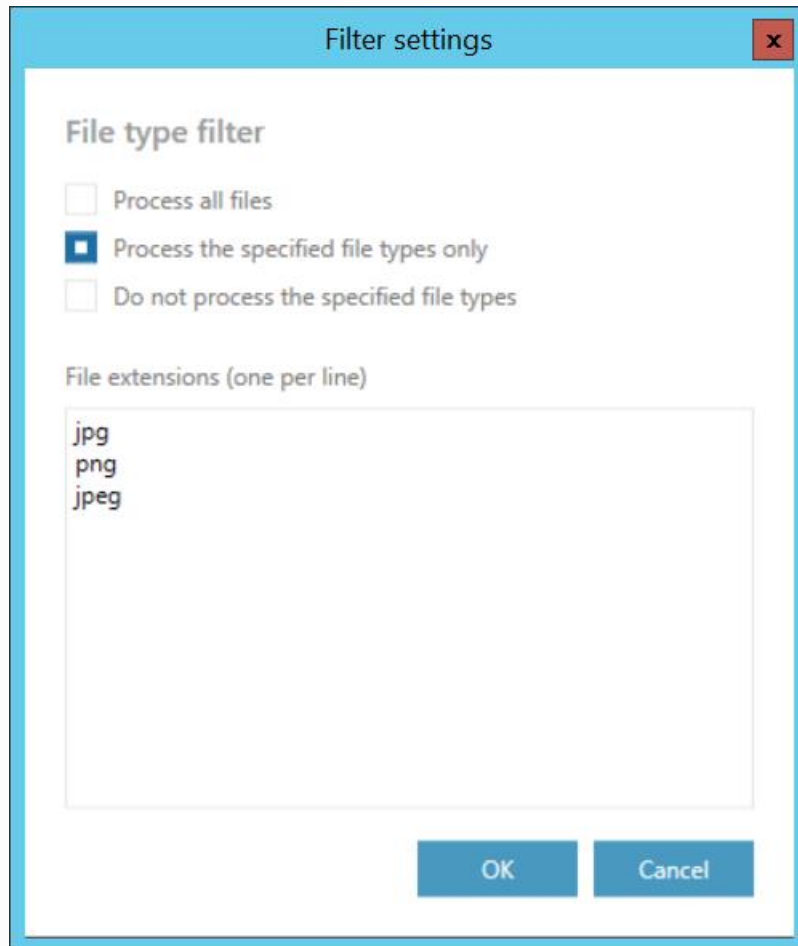 Filter settings
x
File type filter
Process all files
Process the specified file types only
Do not process the specified file types
File extensions (one per line)
jpg
png
jpeg
OK
Cancel